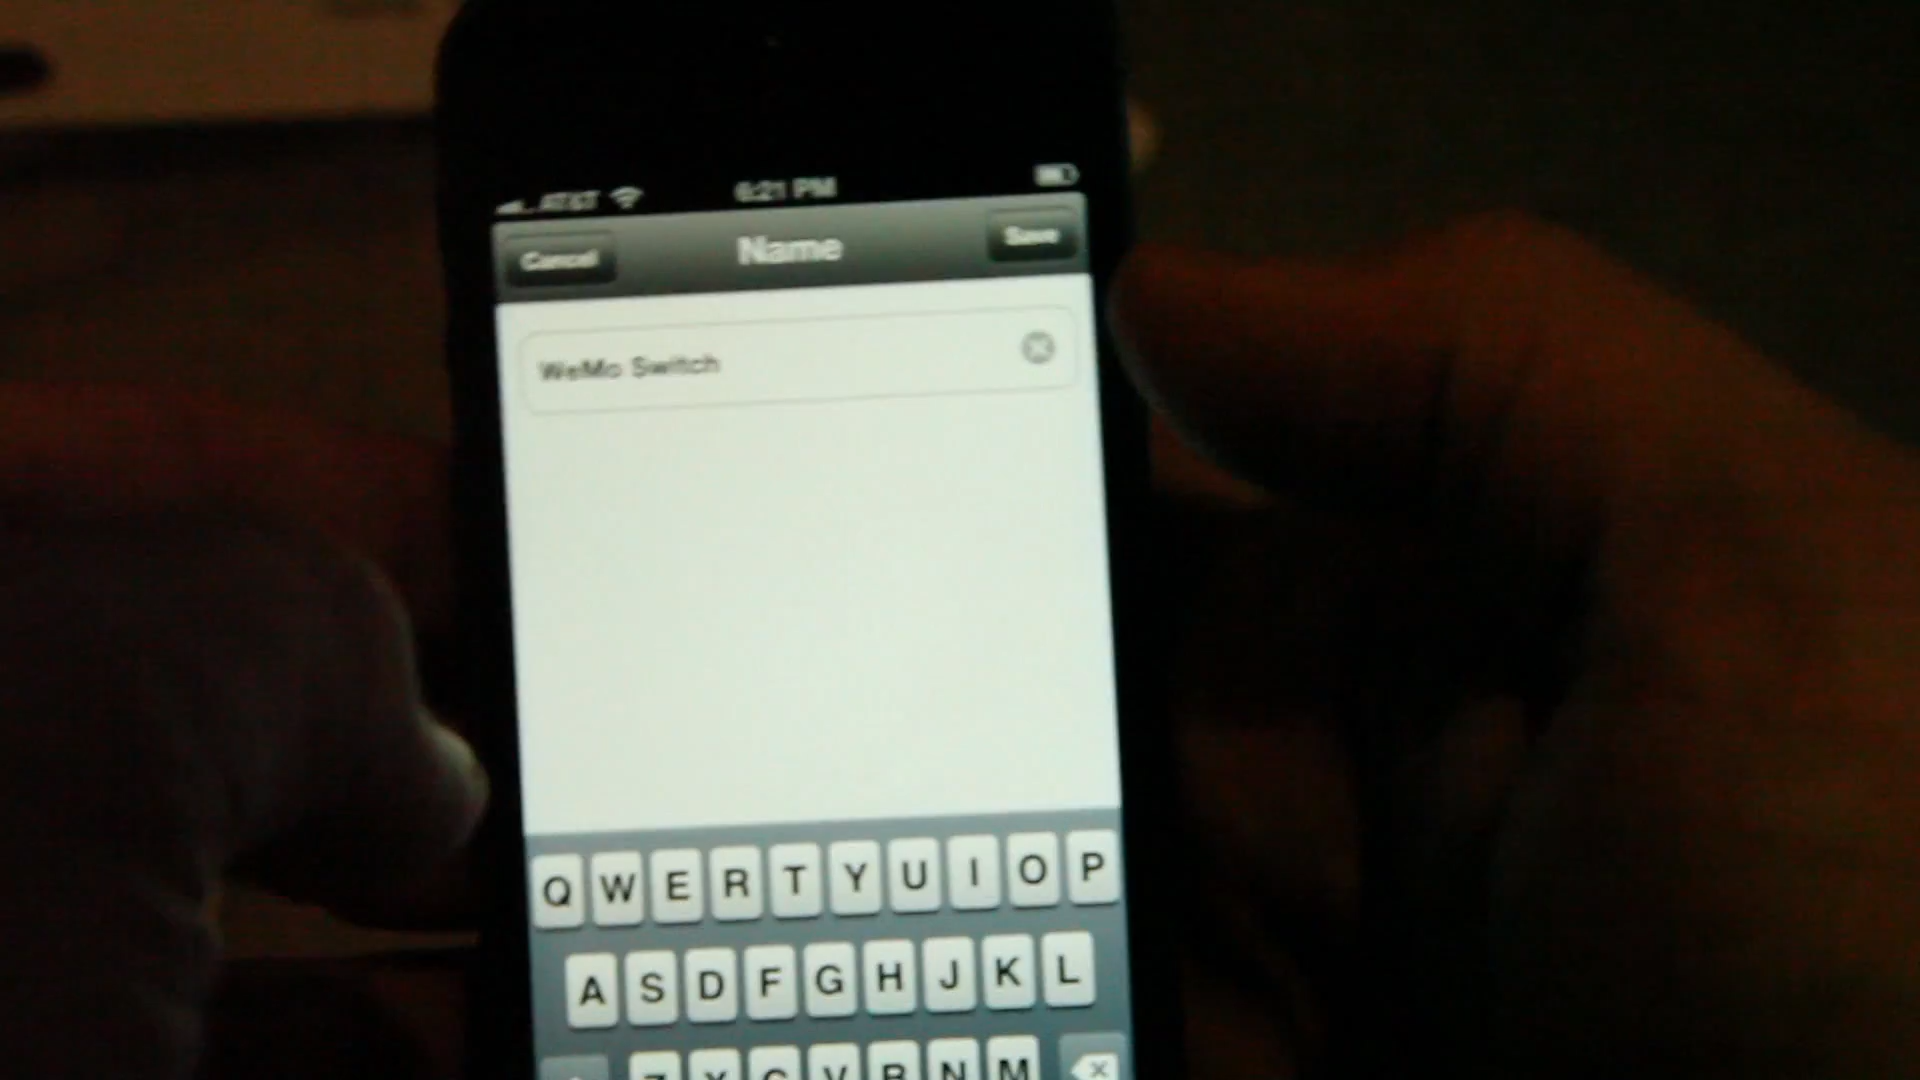 AT&T 6:21 PM
Cancel Name Save
WeMo Switch
Q W E R T Y U I O P
A S D F G H J K L
Z X C V B N M